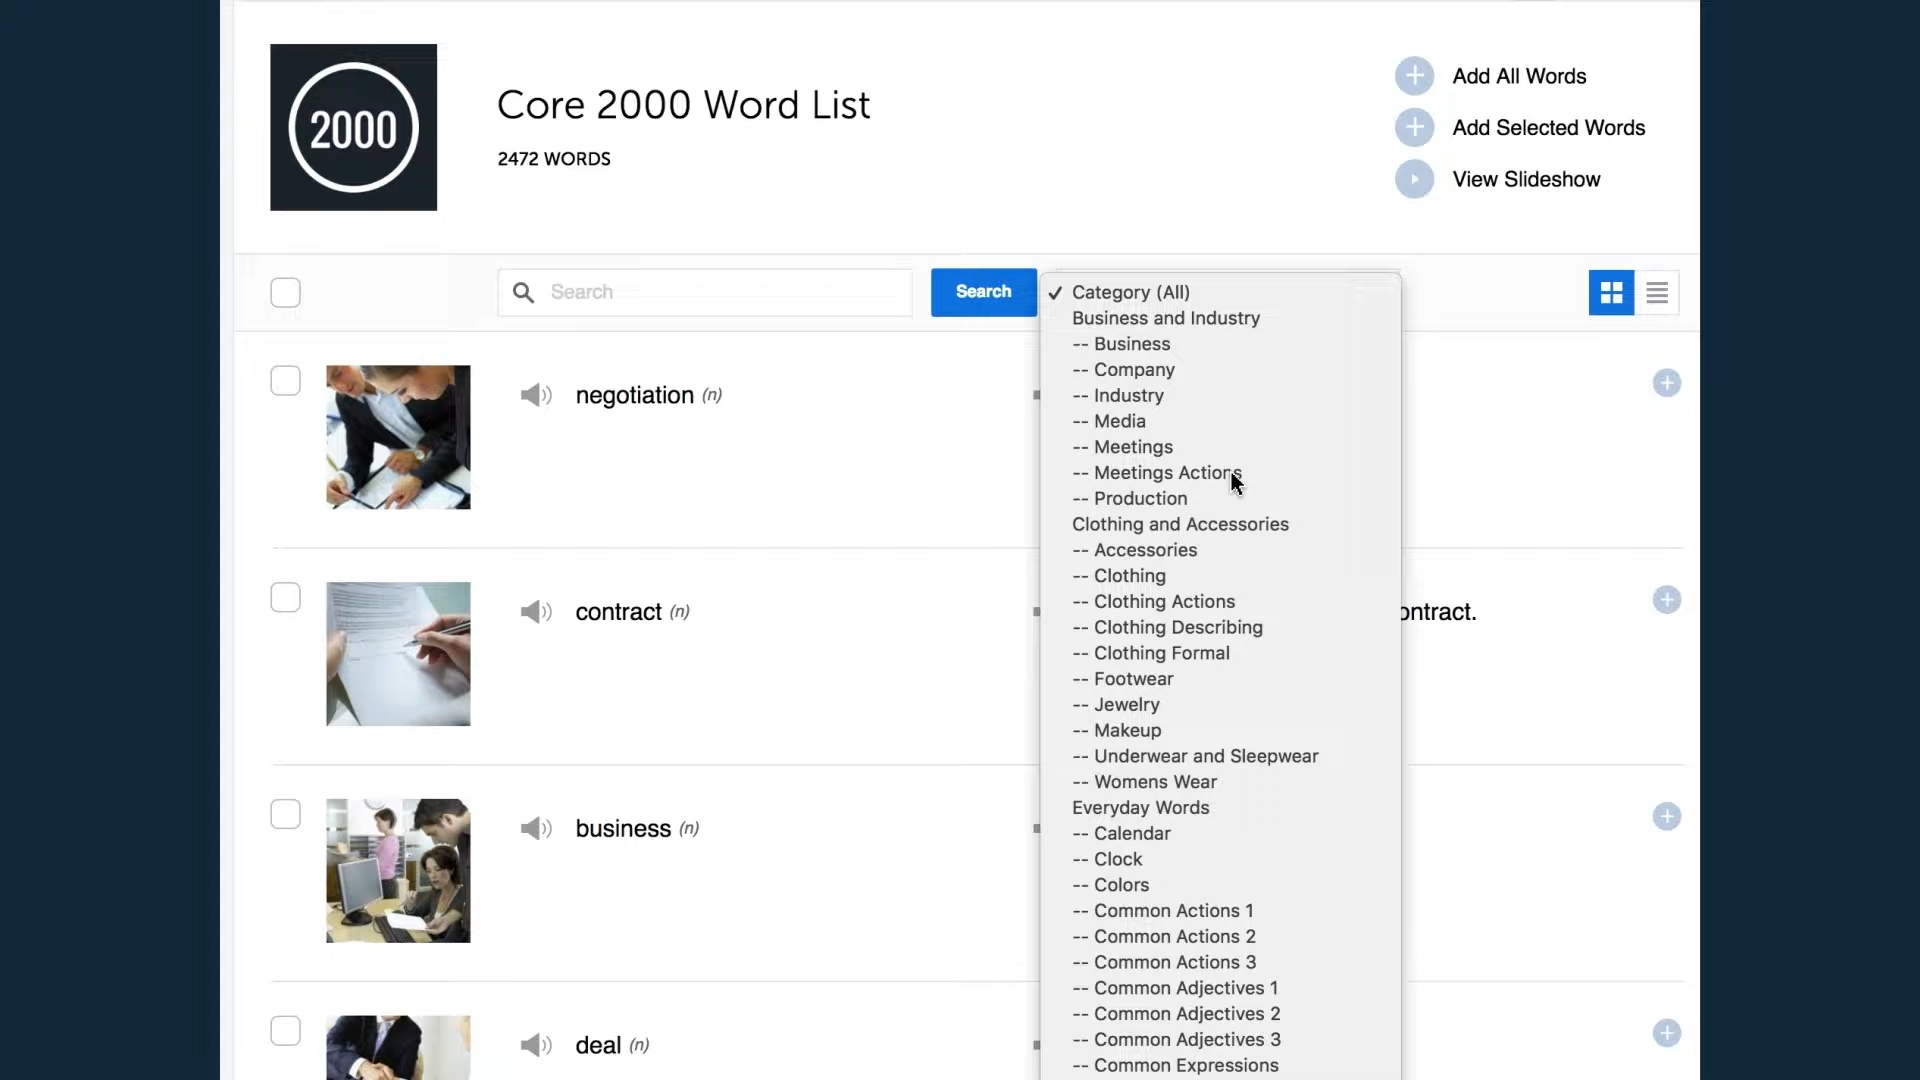 2000
Core 2000 Word List
2472 WORDS
Add All Words
Add Selected Words
View Slideshow
Search
Search
Category (All)
Business and Industry
-- Business
-- Company
-- Industry
-- Media
-- Meetings
-- Meetings Actions
-- Production
Clothing and Accessories
-- Accessories
-- Clothing
-- Clothing Actions
-- Clothing Describing
-- Clothing Formal
-- Footwear
-- Jewelry
-- Makeup
-- Underwear and Sleepwear
-- Womens Wear
Everyday Words
-- Calendar
-- Clock
-- Colors
-- Common Actions 1
-- Common Actions 2
-- Common Actions 3
-- Common Adjectives 1
-- Common Adjectives 2
-- Common Adjectives 3
-- Common Expressions
negotiation (n)
contract (n)
ontract.
business (n)
deal (n)